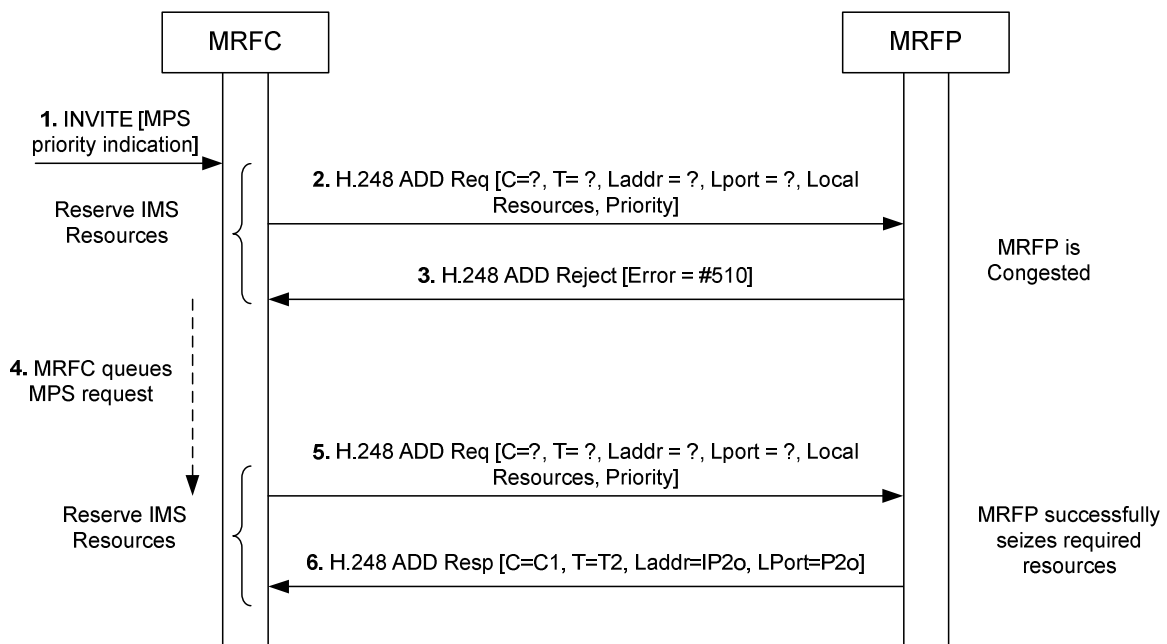 MRFC
MRFP
1. INVITE [MPS
priority indication]
2. H.248 ADD Req [C=?, T= ?, Laddr = ?, Lport = ?, Local
Resources, Priority]
Reserve IMS
Resources
MRFP is
Congested
3. H.248 ADD Reject [Error = #510]
4. MRFC queues
MPS request
5. H.248 ADD Req [C=?, T= ?, Laddr = ?, Lport = ?, Local
Resources, Priority]
Reserve IMS
Resources
MRFP successfully
seizes required
resources
6. H.248 ADD Resp [C=C1, T=T2, Laddr=IP2o, LPort=P2o]